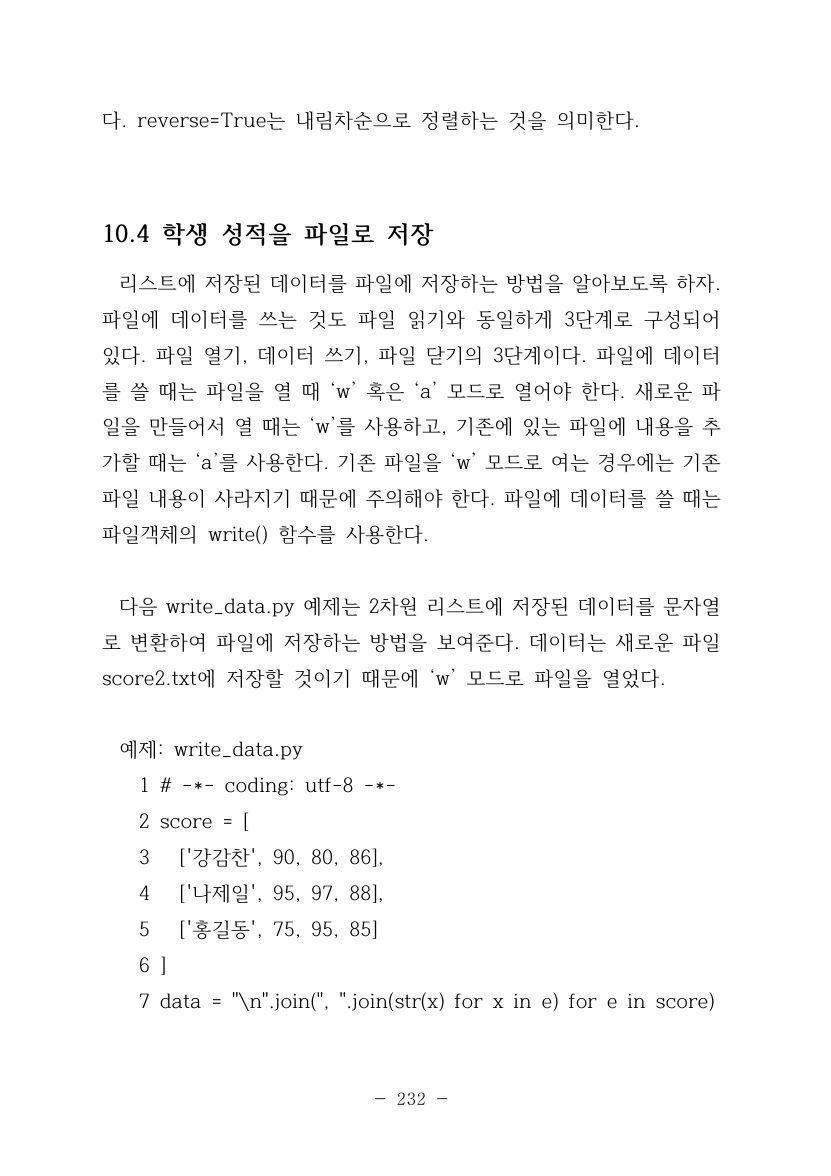 다. reverse=True는 내림차순으로 정렬하는 것을 의미한다.
10.4 학생 성적을 파일로 저장
리스트에 저장된 데이터를 파일에 저장하는 방법을 알아보도록 하자.
파일에 데이터를 쓰는 것도 파일 읽기와 동일하게 3단계로 구성되어
있다. 파일 열기, 데이터 쓰기, 파일 닫기의 3단계이다. 파일에 데이터
를 쓸 때는 파일을 열 때 ‘w’ 혹은 ‘a’ 모드로 열어야 한다. 새로운 파
일을 만들어서 열 때는 ‘w’를 사용하고, 기존에 있는 파일에 내용을 추
가할 때는 ‘a’를 사용한다. 기존 파일을 ‘w’ 모드로 여는 경우에는 기존
파일 내용이 사라지기 때문에 주의해야 한다. 파일에 데이터를 쓸 때는
파일객체의 write() 함수를 사용한다.
다음 write_data.py 예제는 2차원 리스트에 저장된 데이터를 문자열
로 변환하여 파일에 저장하는 방법을 보여준다. 데이터는 새로운 파일
score2.txt에 저장할 것이기 때문에 ‘w’ 모드로 파일을 열었다.
예제: write_data.py
1 # -*- coding: utf-8 -*-
2 score = [
3   ['강감찬', 90, 80, 86],
4   ['나제일', 95, 97, 88],
5   ['홍길동', 75, 95, 85]
6 ]
7 data = "\n".join(", ".join(str(x) for x in e) for e in score)
- 232 -